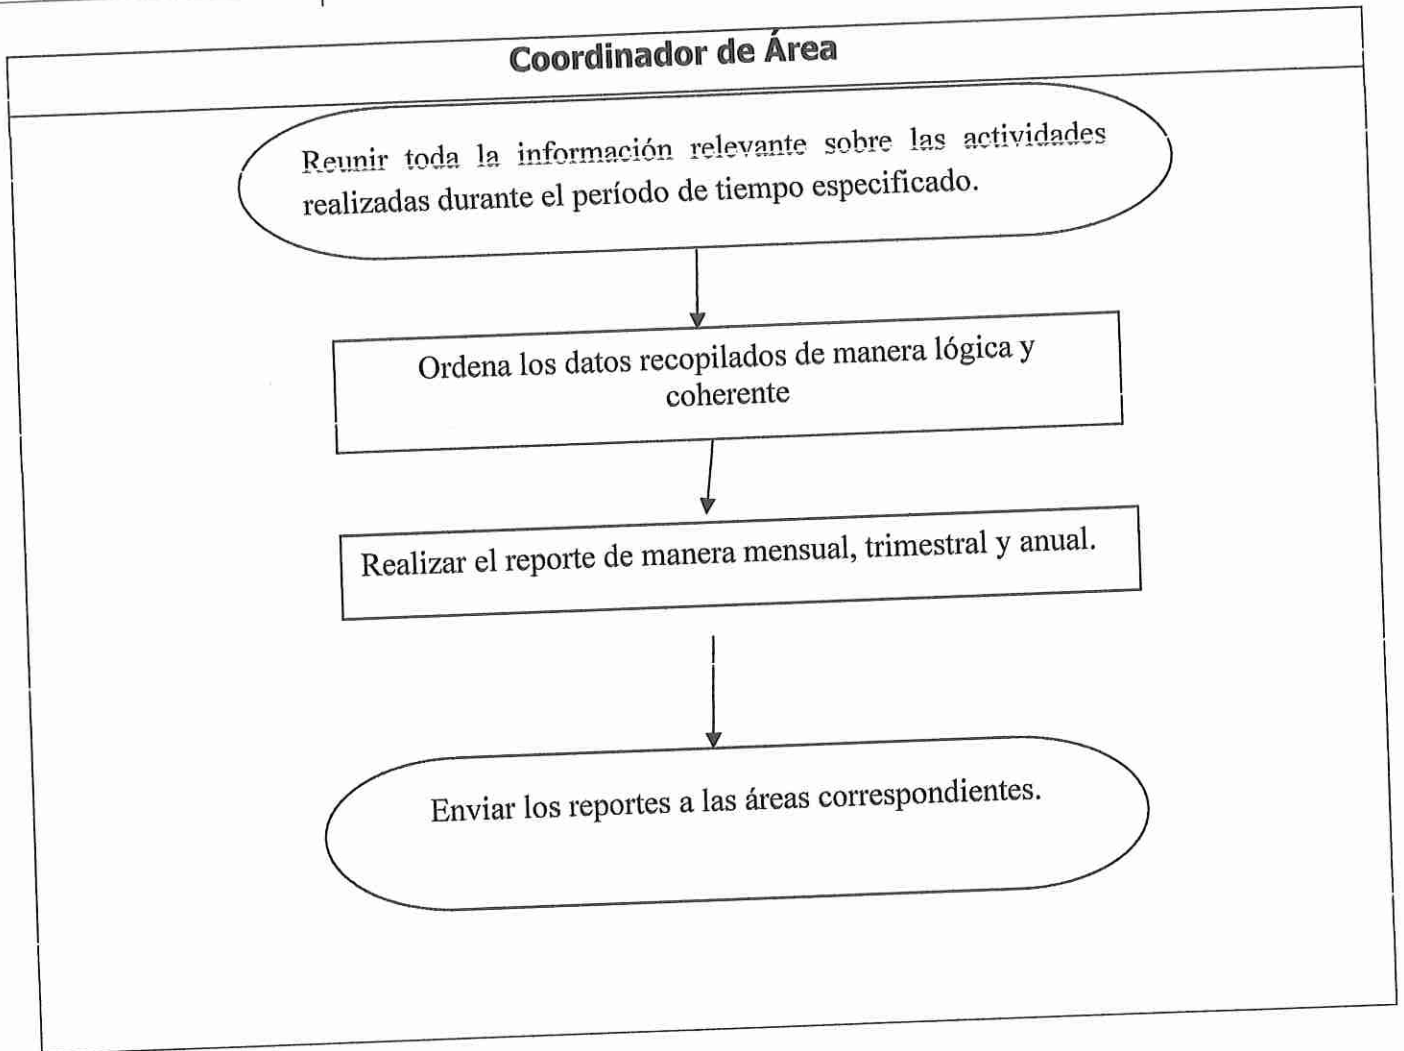 Coordinador de Área
Reunir toda la información relevante sobre las actividades
realizadas durante el período de tiempo especificado.
Ordena los datos recopilados de manera lógica y
coherente
Realizar el reporte de manera mensual, trimestral y anual.
Enviar los reportes a las áreas correspondientes.